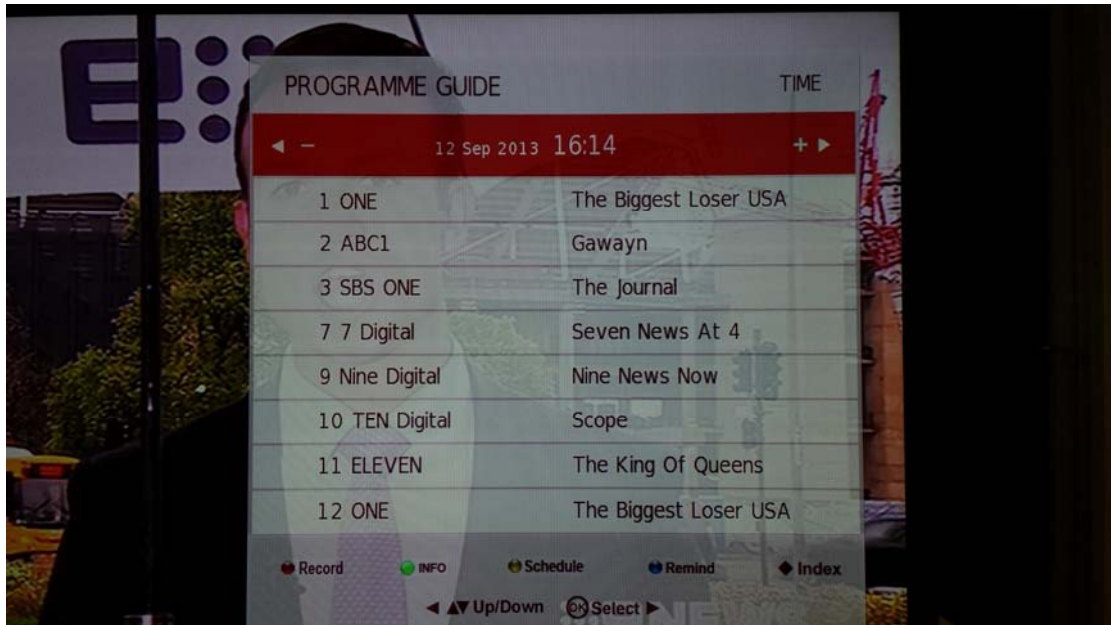 PROGRAMME GUIDE TIME
◀ − 12 Sep 2013 16:14 + ▶
1 ONE The Biggest Loser USA
2 ABC1 Gawayn
3 SBS ONE The Journal
7 7 Digital Seven News At 4
9 Nine Digital Nine News Now
10 TEN Digital Scope
11 ELEVEN The King Of Queens
12 ONE The Biggest Loser USA
Record INFO Schedule Remind Index
◀ ▲▼ Up/Down OK Select ▶
NEWS